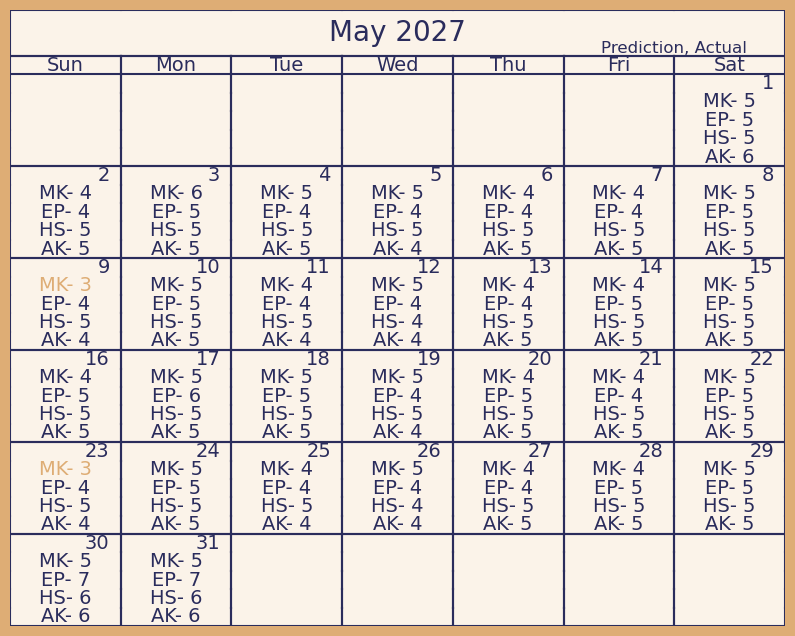 May 2027
Prediction, Actual
Sun Mon Tue Wed Thu Fri Sat
1
MK- 5
EP- 5
HS- 5
AK- 6
2 3 4 5 6 7 8
MK- 4 MK- 6 MK- 5 MK- 5 MK- 4 MK- 4 MK- 5
EP- 4 EP- 5 EP- 4 EP- 4 EP- 4 EP- 4 EP- 5
HS- 5 HS- 5 HS- 5 HS- 5 HS- 5 HS- 5 HS- 5
AK- 5 AK- 5 AK- 5 AK- 4 AK- 5 AK- 5 AK- 5
9 10 11 12 13 14 15
MK- 3 MK- 5 MK- 4 MK- 5 MK- 4 MK- 4 MK- 5
EP- 4 EP- 5 EP- 4 EP- 4 EP- 4 EP- 5 EP- 5
HS- 5 HS- 5 HS- 5 HS- 4 HS- 5 HS- 5 HS- 5
AK- 4 AK- 5 AK- 4 AK- 4 AK- 5 AK- 5 AK- 5
16 17 18 19 20 21 22
MK- 4 MK- 5 MK- 5 MK- 5 MK- 4 MK- 4 MK- 5
EP- 5 EP- 6 EP- 5 EP- 4 EP- 5 EP- 4 EP- 5
HS- 5 HS- 5 HS- 5 HS- 5 HS- 5 HS- 5 HS- 5
AK- 5 AK- 5 AK- 5 AK- 4 AK- 5 AK- 5 AK- 5
23 24 25 26 27 28 29
MK- 3 MK- 5 MK- 4 MK- 5 MK- 4 MK- 4 MK- 5
EP- 4 EP- 5 EP- 4 EP- 4 EP- 4 EP- 5 EP- 5
HS- 5 HS- 5 HS- 5 HS- 4 HS- 5 HS- 5 HS- 5
AK- 4 AK- 5 AK- 4 AK- 4 AK- 5 AK- 5 AK- 5
30 31
MK- 5 MK- 5
EP- 7 EP- 7
HS- 6 HS- 6
AK- 6 AK- 6